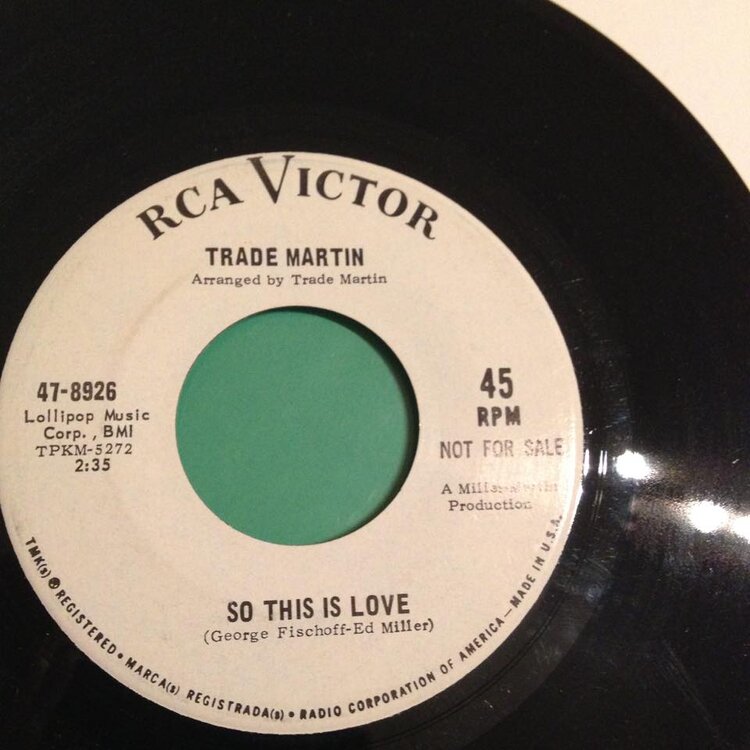 RCA VICTOR
TRADE MARTIN
Arranged by Trade Martin
47-8926
Lollipop Music
Corp., BMI
TPKM-5272
2:35
45
RPM
NOT FOR SALE
A
Production
SO THIS IS LOVE
(George Fischoff-Ed Miller)
TMK(s) ® REGISTERED • MARCA(s) REGISTRADA(s) • RADIO CORPORATION OF AMERICA — MADE IN U.S.A.